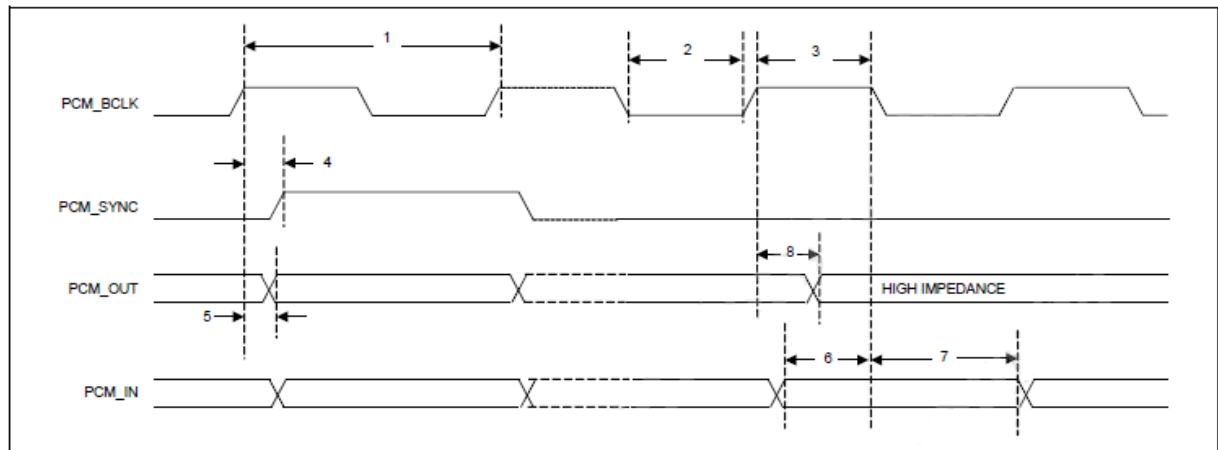 1
2
3
PCM_BCLK
4
PCM_SYNC
8
PCM_OUT
HIGH IMPEDANCE
5
6
7
PCM_IN